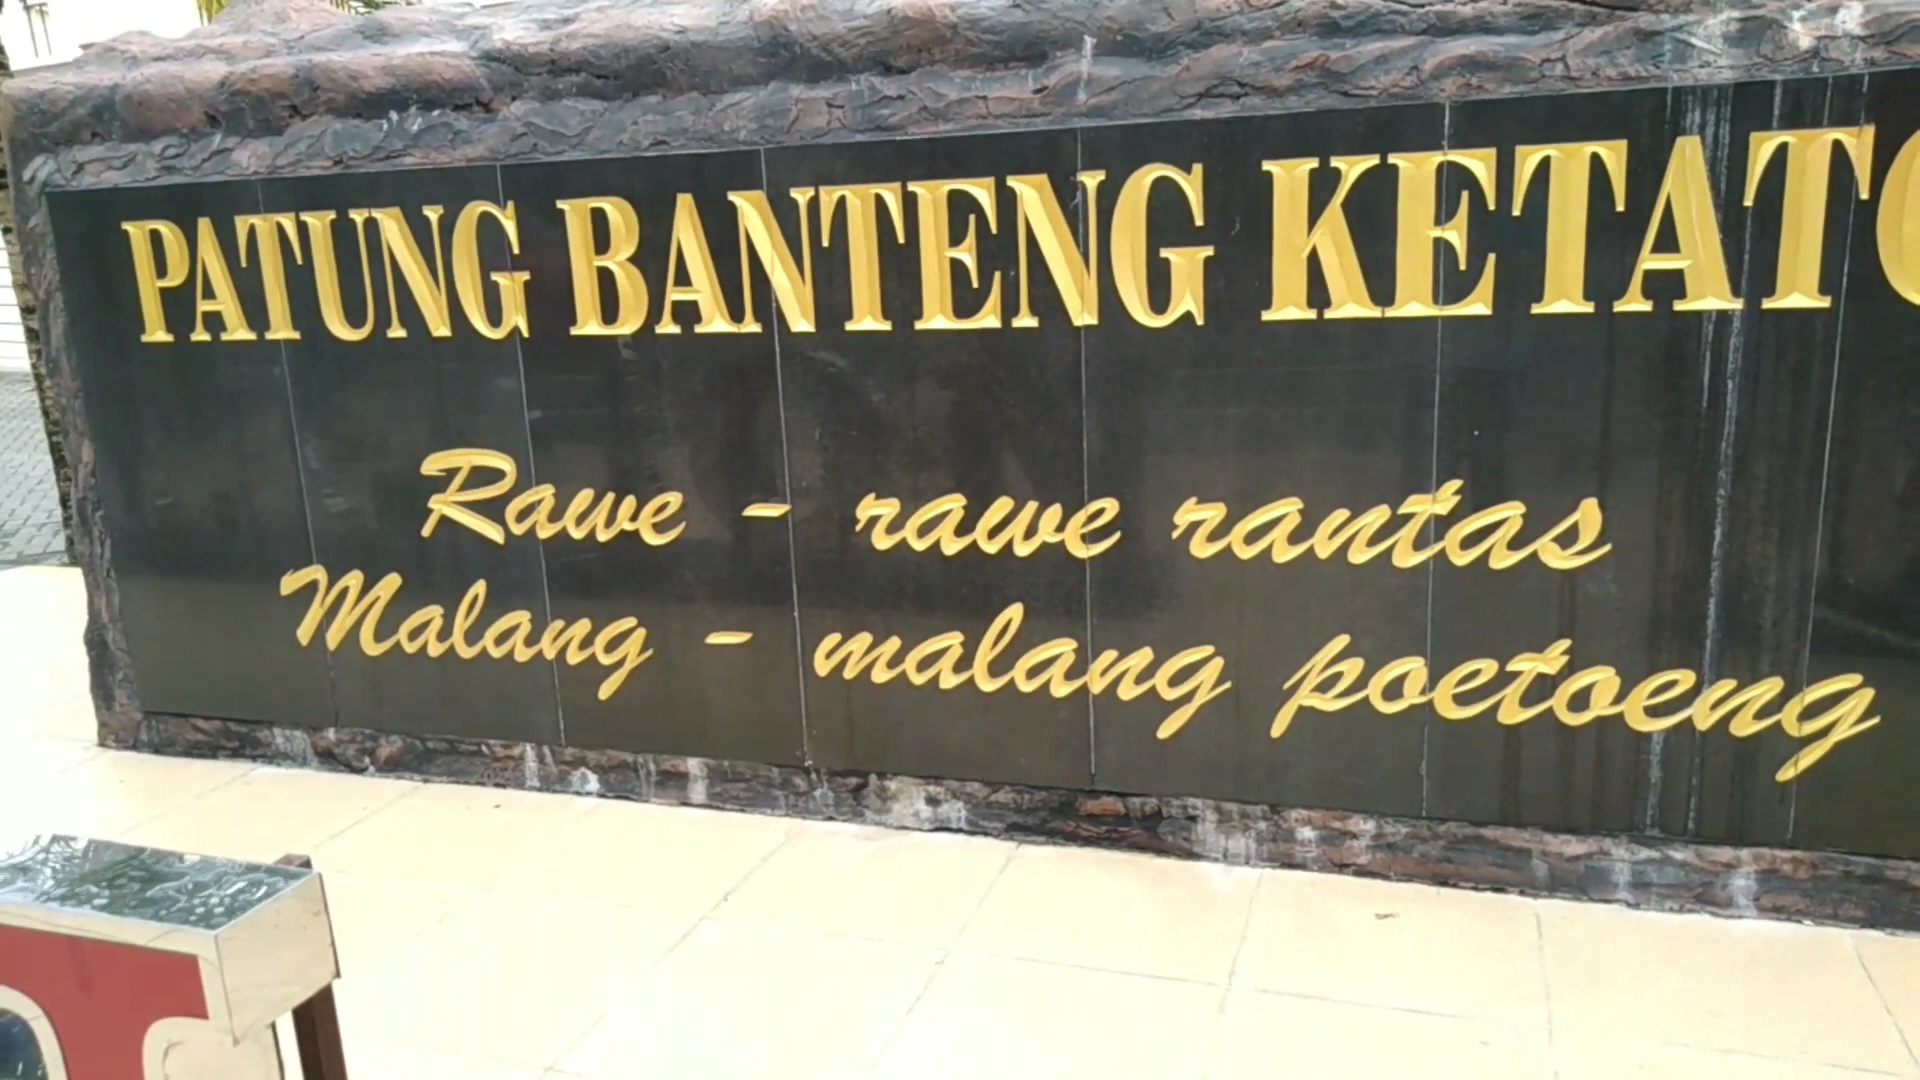 PATUNG BANTENG KETATO
Rawe - rawe rantas
Malang - malang poetoeng